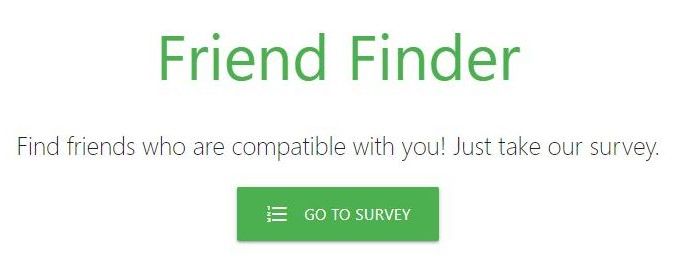 Friend Finder
Find friends who are compatible with you! Just take our survey.
GO TO SURVEY